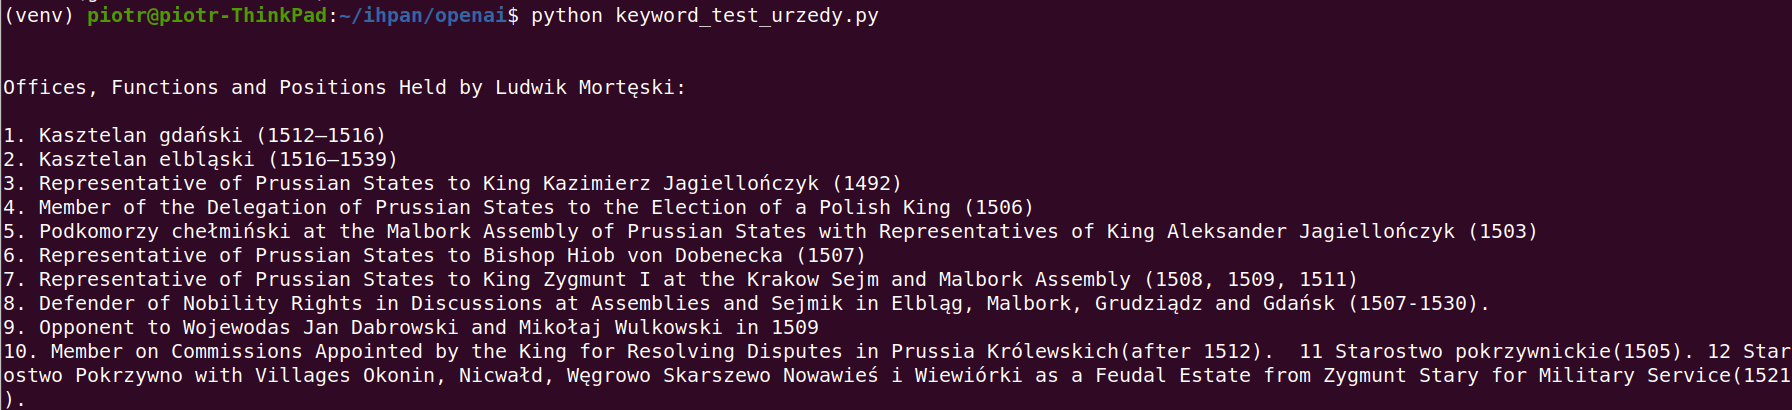 (venv) piotr@piotr-ThinkPad:~/ihpan/openai$ python keyword_test_urzedy.py
Offices, Functions and Positions Held by Ludwik Mortęski:
1. Kasztelan gdański (1512–1516)
2. Kasztelan elbląski (1516–1539)
3. Representative of Prussian States to King Kazimierz Jagiellończyk (1492)
4. Member of the Delegation of Prussian States to the Election of a Polish King (1506)
5. Podkomorzy chełmiński at the Malbork Assembly of Prussian States with Representatives of King Aleksander Jagiellończyk (1503)
6. Representative of Prussian States to Bishop Hiob von Dobenecka (1507)
7. Representative of Prussian States to King Zygmunt I at the Krakow Sejm and Malbork Assembly (1508, 1509, 1511)
8. Defender of Nobility Rights in Discussions at Assemblies and Sejmik in Elbląg, Malbork, Grudziądz and Gdańsk (1507-1530).
9. Opponent to Wojewodas Jan Dabrowski and Mikołaj Wulkowski in 1509
10. Member on Commissions Appointed by the King for Resolving Disputes in Prussia Królewskich(after 1512).  11 Starostwo pokrzywnickie(1505). 12 Star
ostwo Pokrzywno with Villages Okonin, Nicwałd, Węgrowo Skarszewo Nowawieś i Wiewiórki as a Feudal Estate from Zygmunt Stary for Military Service(1521
).